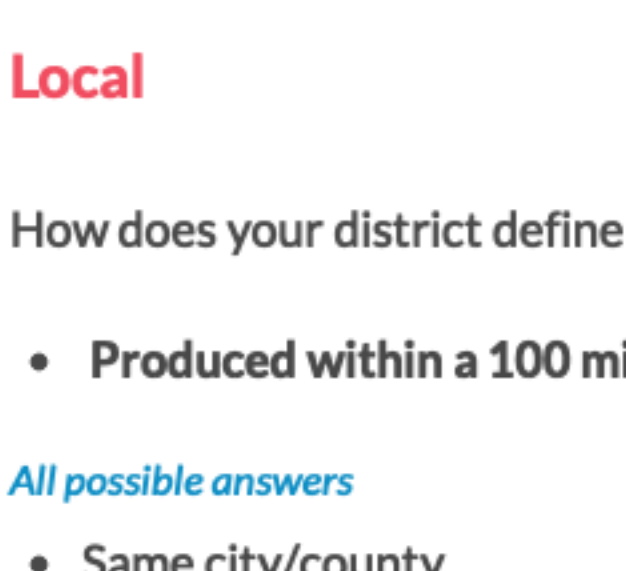 Local
How does your district define
• Produced within a 100 mi
All possible answers
• Same city/county